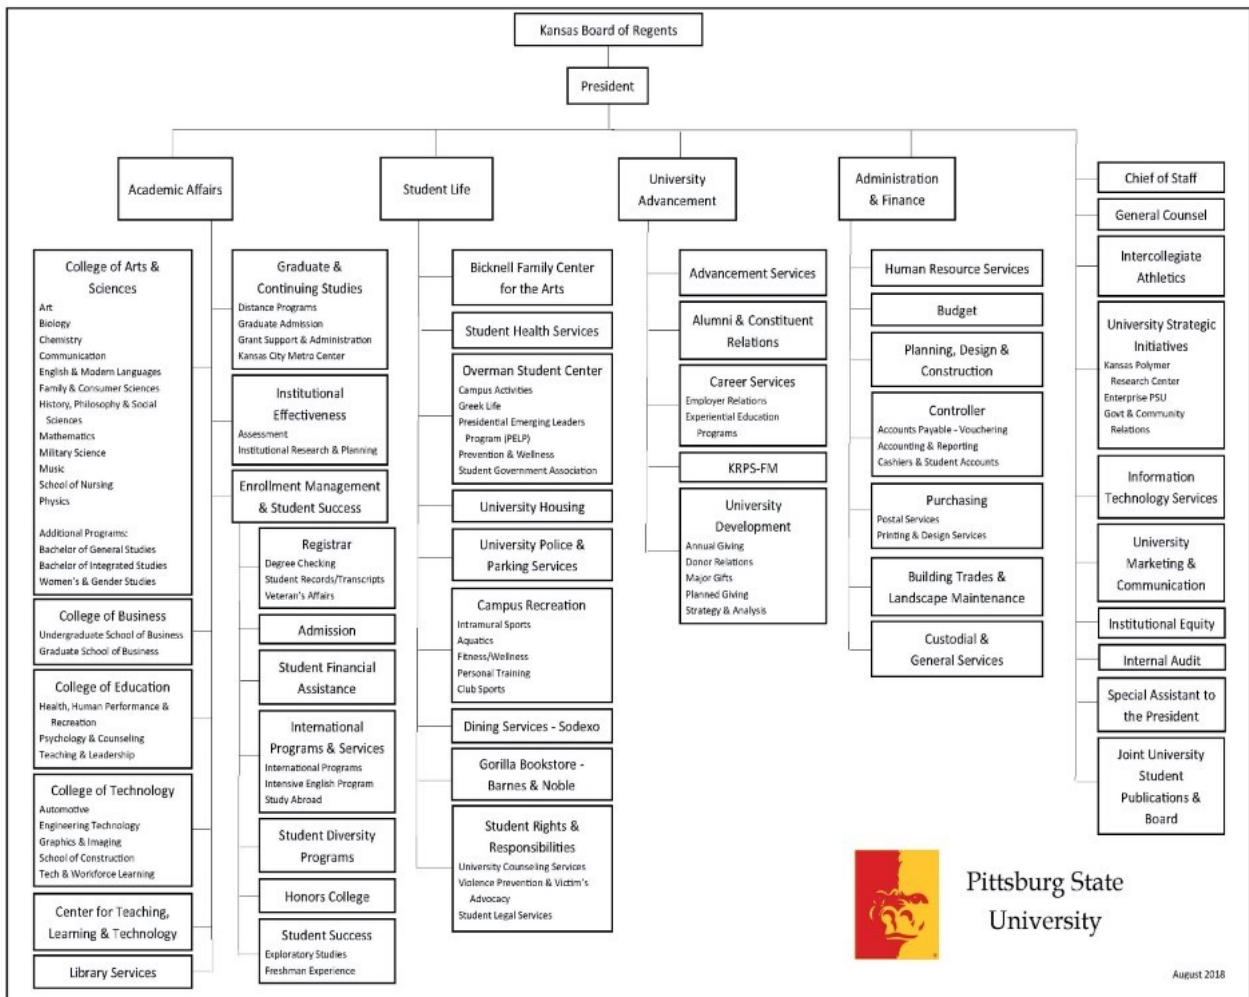 Kansas Board of Regents
President
Academic Affairs
Student Life
University
Advancement
Administration
& Finance
College of Arts &
Sciences
Art
Biology
Chemistry
Communication
English & Modern Languages
Family & Consumer Sciences
History, Philosophy & Social
Sciences
Mathematics
Military Science
Music
School of Nursing
Physics
Additional Programs:
Bachelor of General Studies
Bachelor of Integrated Studies
Women's & Gender Studies
College of Business
Undergraduate School of Business
Graduate School of Business
College of Education
Health, Human Performance &
Recreation
Psychology & Counseling
Teaching & Leadership
College of Technology
Automotive
Engineering Technology
Graphics & Imaging
School of Construction
Tech & Workforce Learning
Center for Teaching,
Learning & Technology
Library Services
Graduate &
Continuing Studies
Distance Programs
Graduate Admission
Grant Support & Administration
Kansas City Metro Center
Institutional
Effectiveness
Assessment
Institutional Research & Planning
Enrollment Management
& Student Success
Registrar
Degree Checking
Student Records/Transcripts
Veteran's Affairs
Admission
Student Financial
Assistance
International
Programs & Services
International Programs
Intensive English Program
Study Abroad
Student Diversity
Programs
Honors College
Student Success
Exploratory Studies
Freshman Experience
Bicknell Family Center
for the Arts
Student Health Services
Overman Student Center
Campus Activities
Greek Life
Presidential Emerging Leaders
Program (PELP)
Prevention & Wellness
Student Government Association
University Housing
University Police &
Parking Services
Campus Recreation
Intramural Sports
Aquatics
Fitness/Wellness
Personal Training
Club Sports
Dining Services - Sodexo
Gorilla Bookstore -
Barnes & Noble
Student Rights &
Responsibilities
University Counseling Services
Violence Prevention & Victim's
Advocacy
Student Legal Services
Advancement Services
Alumni & Constituent
Relations
Career Services
Employer Relations
Experiential Education
Programs
KRPS-FM
University
Development
Annual Giving
Donor Relations
Major Gifts
Planned Giving
Strategy & Analysis
Human Resource Services
Budget
Planning, Design &
Construction
Controller
Accounts Payable - Vouchering
Accounting & Reporting
Cashiers & Student Accounts
Purchasing
Postal Services
Printing & Design Services
Building Trades &
Landscape Maintenance
Custodial &
General Services
Chief of Staff
General Counsel
Intercollegiate
Athletics
University Strategic
Initiatives
Kansas Polymer
Research Center
Enterprise PSU
Govt & Community
Relations
Information
Technology Services
University
Marketing &
Communication
Institutional Equity
Internal Audit
Special Assistant to
the President
Joint University
Student
Publications &
Board
Pittsburg State
University
August 2018